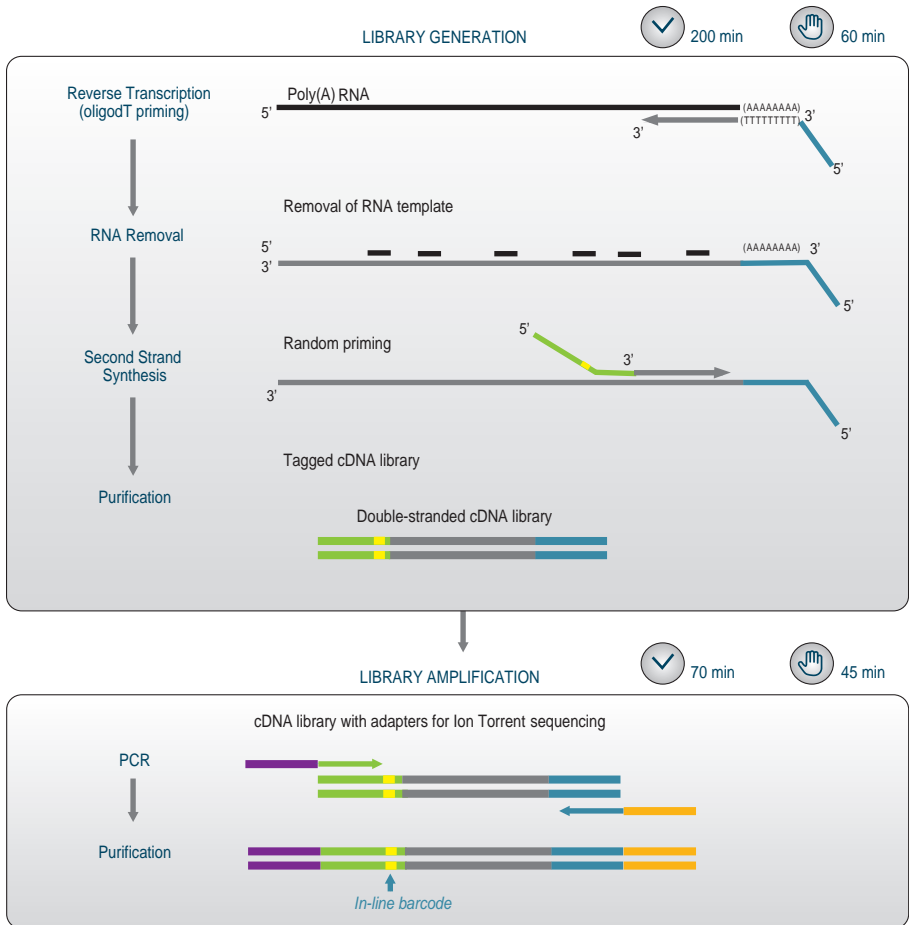 LIBRARY GENERATION
200 min
60 min
Reverse Transcription
(oligodT priming)
Poly(A) RNA
5’
(AAAAAAAA)
3’
3’
(TTTTTTTTT)
5’
Removal of RNA template
RNA Removal
5’
(AAAAAAAA)
3’
3’
5’
5’
Random priming
3’
Second Strand
Synthesis
3’
5’
Tagged cDNA library
Purification
Double-stranded cDNA library
LIBRARY AMPLIFICATION
70 min
45 min
cDNA library with adapters for Ion Torrent sequencing
PCR
Purification
In-line barcode